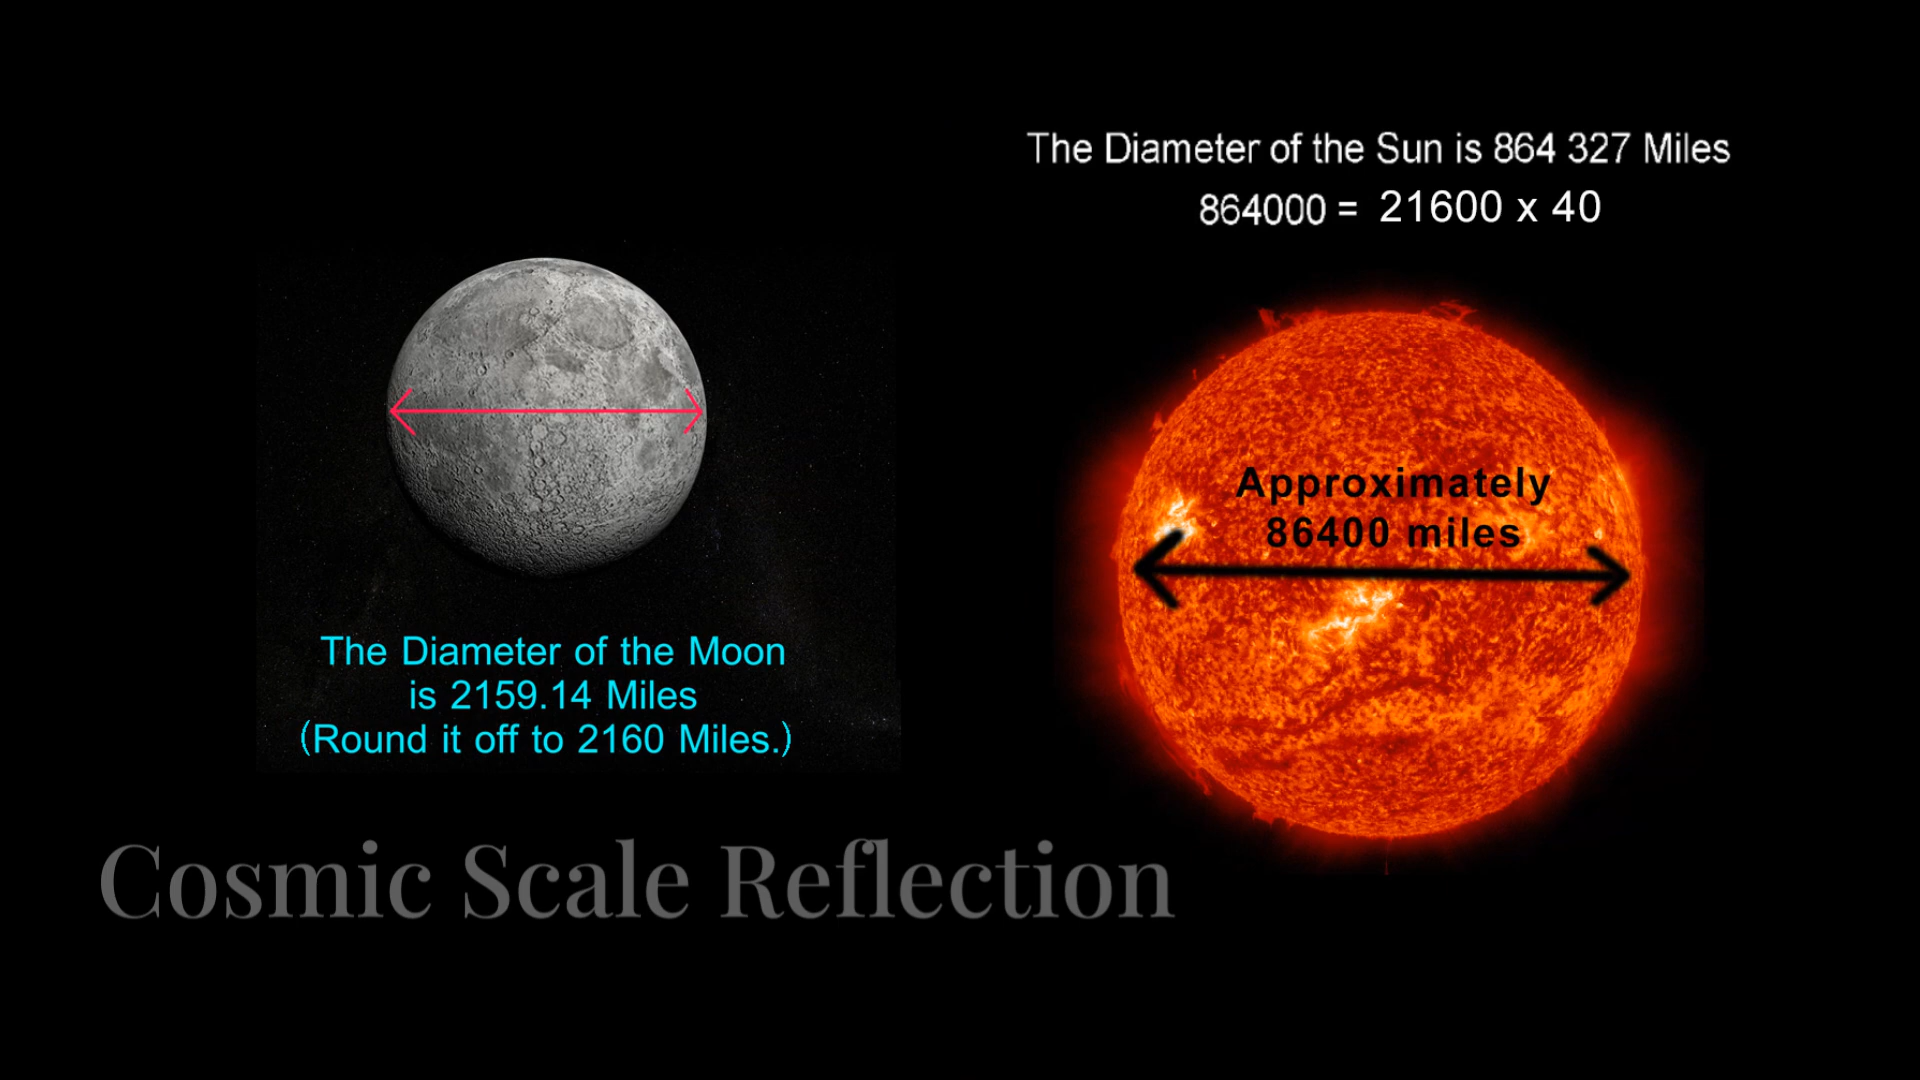 The Diameter of the Sun is 864 327 Miles
864000 = 21600 x 40
Approximately
86400 miles
The Diameter of the Moon
is 2159.14 Miles
(Round it off to 2160 Miles.)
Cosmic Scale Reflection